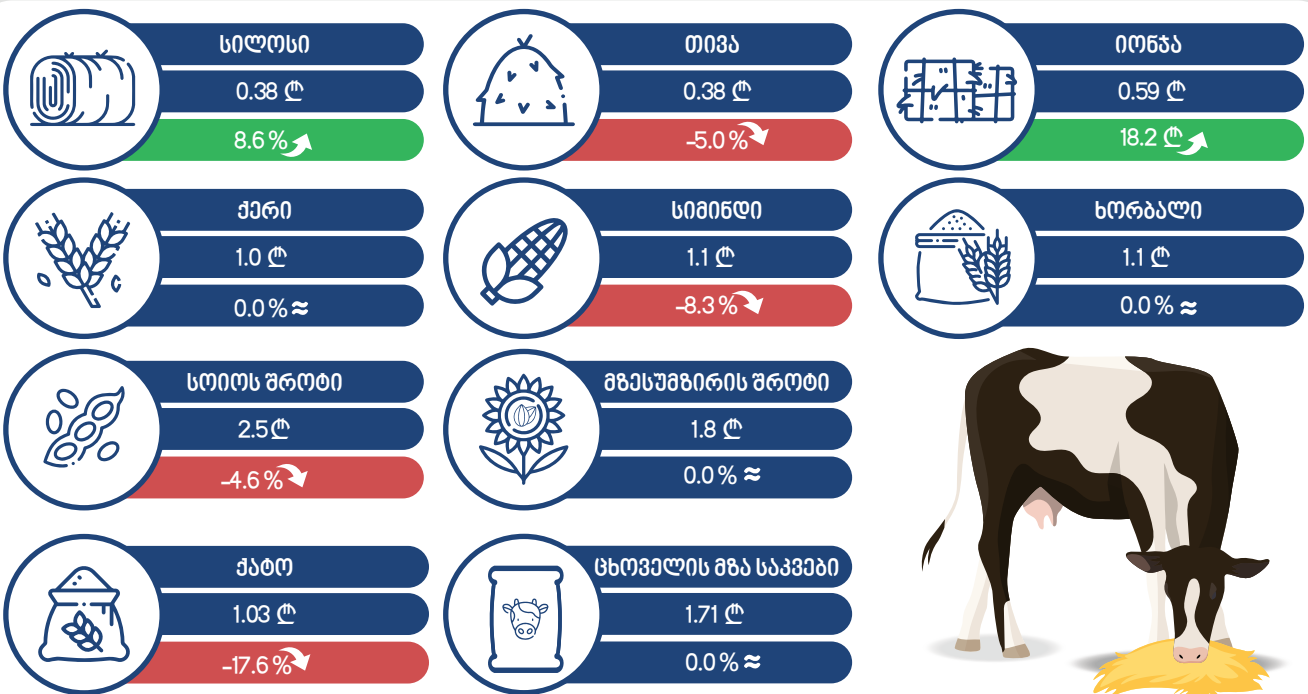 სილოსი
0.38 ₾
8.6 %
თივა
0.38 ₾
-5.0 %
იონჯა
0.59 ₾
18.2 ₾
ქერი
1.0 ₾
0.0 % ≈
სიმინდი
1.1 ₾
-8.3 %
ხორბალი
1.1 ₾
0.0 % ≈
სოიოს შროტი
2.5₾
-4.6 %
მზესუმზირის შროტი
1.8 ₾
0.0 % ≈
ქატო
1.03 ₾
-17.6 %
ცხოველის მზა საკვები
1.71 ₾
0.0 % ≈